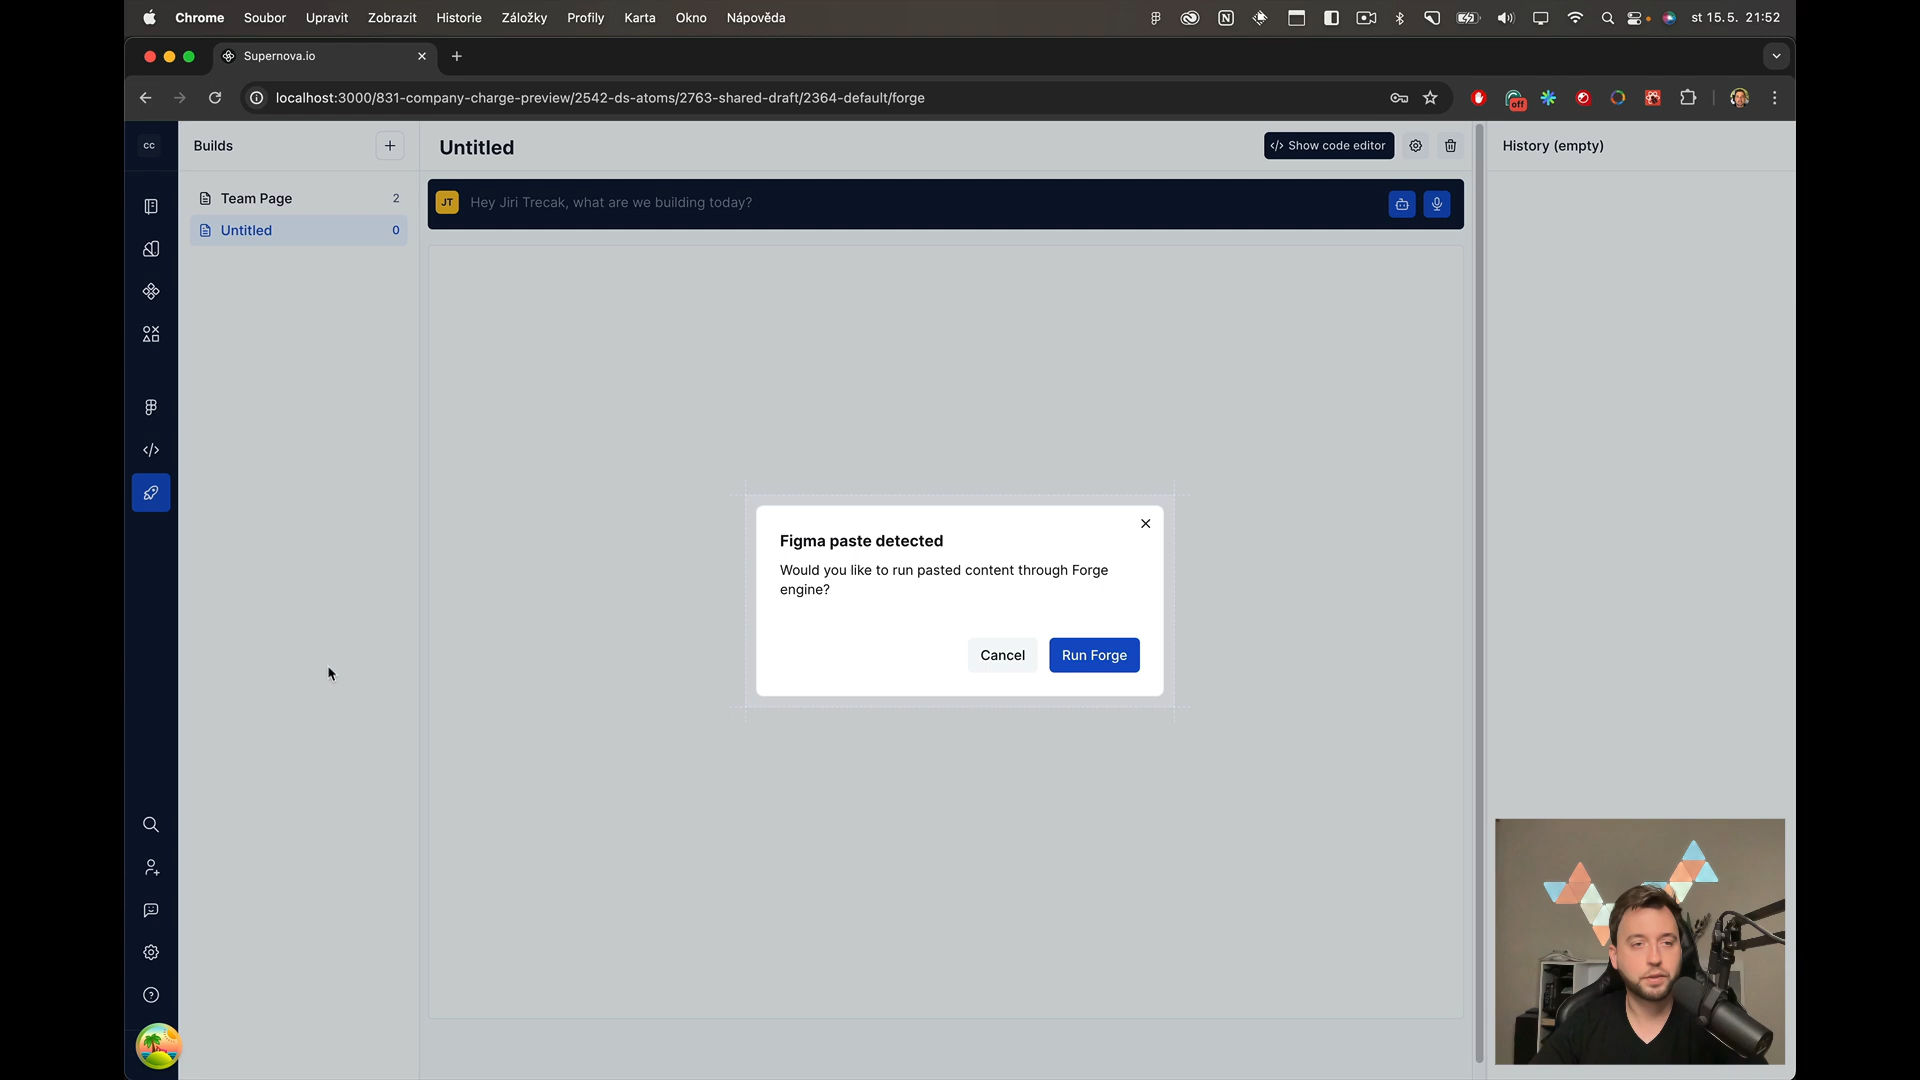 Chrome Soubor Upravit Zobrazit Historie Záložky Profily Karta Okno Nápověda st 15.5. 21:52
Supernova.io
localhost:3000/831-company-charge-preview/2542-ds-atoms/2763-shared-draft/2364-default/forge
off
CC
Builds
Untitled
Show code editor
History (empty)
Team Page 2
Untitled 0
JT
Hey Jiri Trecak, what are we building today?
Figma paste detected
Would you like to run pasted content through Forge
engine?
Cancel
Run Forge